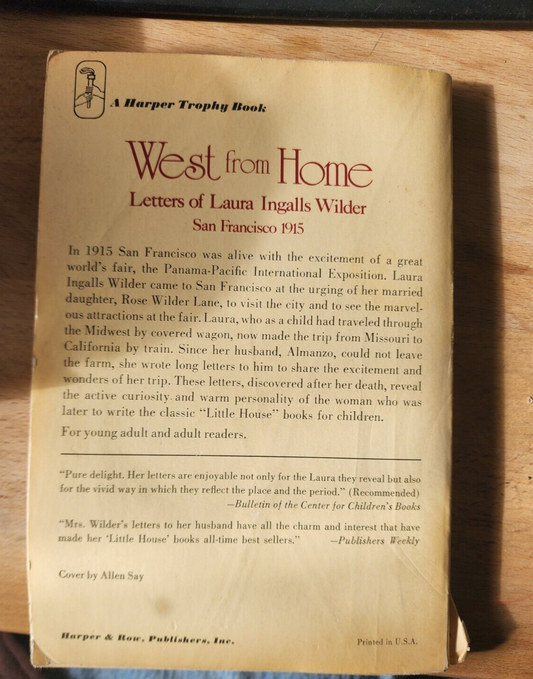 A Harper Trophy Book
West from Home
Letters of Laura Ingalls Wilder
San Francisco 1915
In 1915 San Francisco was alive with the excitement of a great
world's fair, the Panama-Pacific International Exposition. Laura
Ingalls Wilder came to San Francisco at the urging of her married
daughter, Rose Wilder Lane, to visit the city and to see the marvel-
ous attractions at the fair. Laura, who as a child had traveled through
the Midwest by covered wagon, now made the trip from Missouri to
California by train. Since her husband, Almanzo, could not leave
the farm, she wrote long letters to him to share the excitement and
wonders of her trip. These letters, discovered after her death, reveal
the active curiosity and warm personality of the woman who was
later to write the classic "Little House" books for children.
For young adult and adult readers.
"Pure delight. Her letters are enjoyable not only for the Laura they reveal but also
for the vivid way in which they reflect the place and the period." (Recommended)
—Bulletin of the Center for Children's Books
"Mrs. Wilder's letters to her husband have all the charm and interest that have
made her 'Little House' books all-time best sellers." —Publishers Weekly
Cover by Allen Say
Harper & Row, Publishers, Inc. Printed in U.S.A.